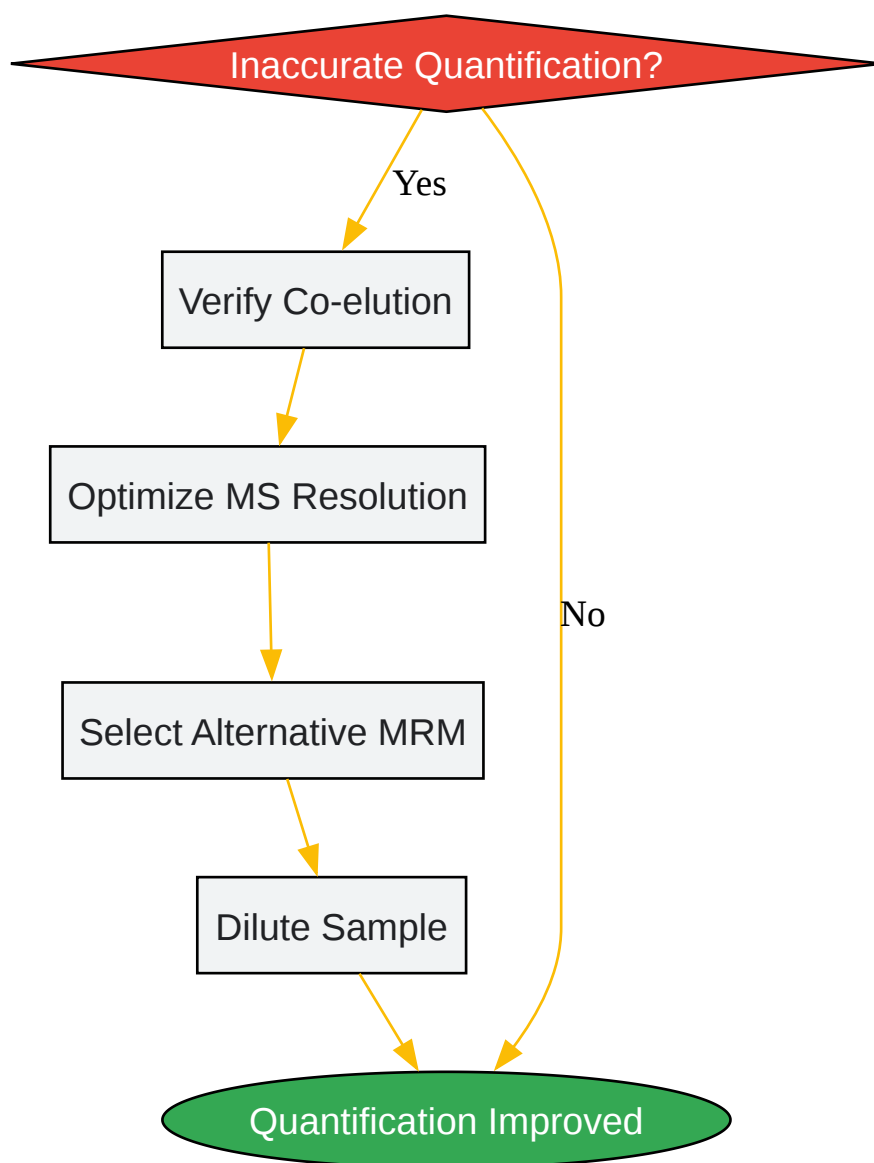 Inaccurate Quantification?
Yes
Verify Co-elution
Optimize MS Resolution
No
Select Alternative MRM
Dilute Sample
Quantification Improved